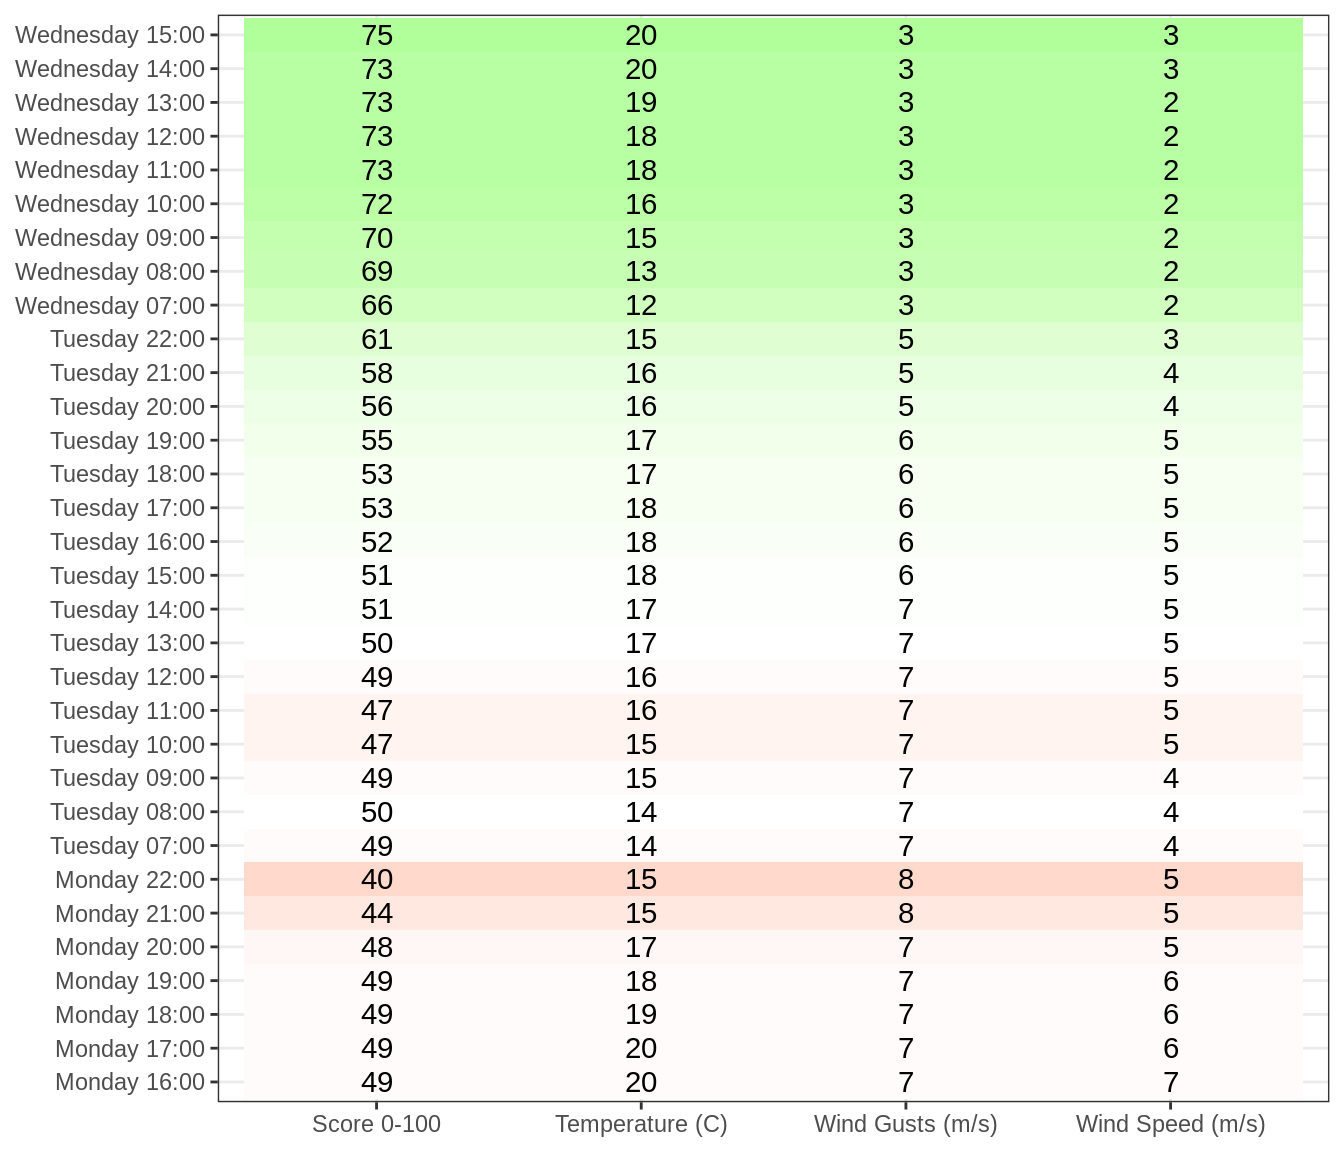 Wednesday 15:00 75 20 3 3
Wednesday 14:00 73 20 3 3
Wednesday 13:00 73 19 3 2
Wednesday 12:00 73 18 3 2
Wednesday 11:00 73 18 3 2
Wednesday 10:00 72 16 3 2
Wednesday 09:00 70 15 3 2
Wednesday 08:00 69 13 3 2
Wednesday 07:00 66 12 3 2
Tuesday 22:00 61 15 5 3
Tuesday 21:00 58 16 5 4
Tuesday 20:00 56 16 5 4
Tuesday 19:00 55 17 6 5
Tuesday 18:00 53 17 6 5
Tuesday 17:00 53 18 6 5
Tuesday 16:00 52 18 6 5
Tuesday 15:00 51 18 6 5
Tuesday 14:00 51 17 7 5
Tuesday 13:00 50 17 7 5
Tuesday 12:00 49 16 7 5
Tuesday 11:00 47 16 7 5
Tuesday 10:00 47 15 7 5
Tuesday 09:00 49 15 7 4
Tuesday 08:00 50 14 7 4
Tuesday 07:00 49 14 7 4
Monday 22:00 40 15 8 5
Monday 21:00 44 15 8 5
Monday 20:00 48 17 7 5
Monday 19:00 49 18 7 6
Monday 18:00 49 19 7 6
Monday 17:00 49 20 7 6
Monday 16:00 49 20 7 7
Score 0-100 Temperature (C) Wind Gusts (m/s) Wind Speed (m/s)